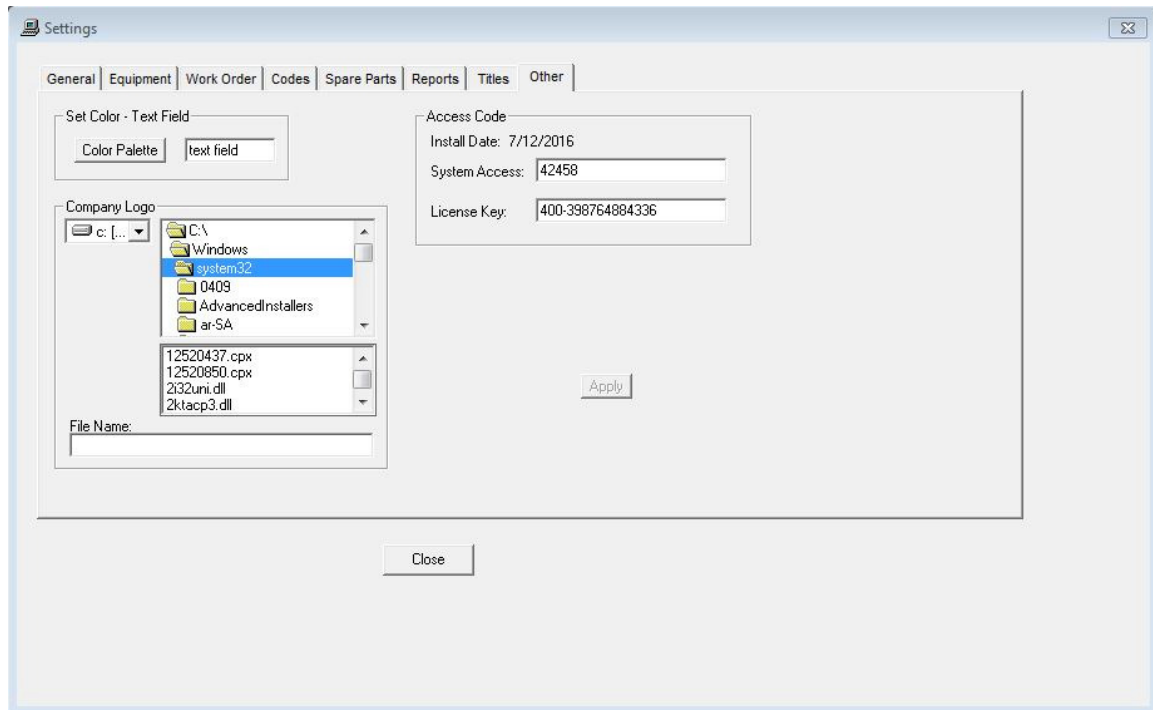 Settings
General Equipment Work Order Codes Spare Parts Reports Titles Other
Set Color - Text Field
Color Palette text field
Company Logo
c: [...
C:\
Windows
system32
0409
AdvancedInstallers
ar-SA
12520437.cpx
12520850.cpx
2i32uni.dll
2ktacp3.dll
File Name:
Access Code
Install Date: 7/12/2016
System Access: 42458
License Key: 400-398764884336
Apply
Close